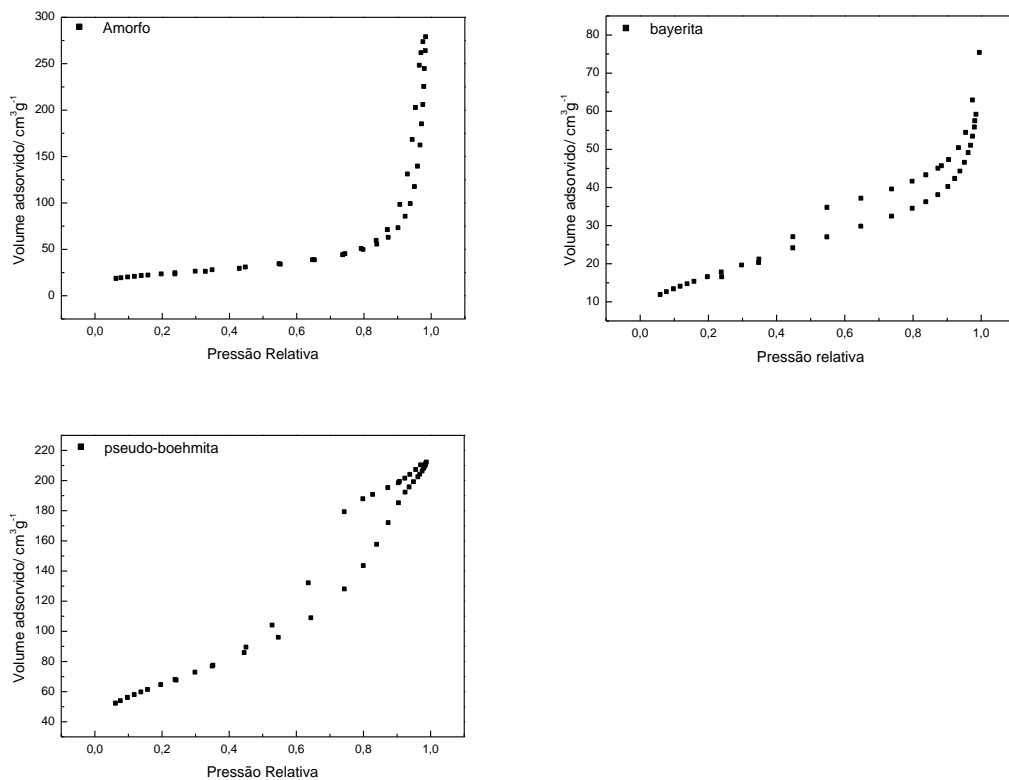 Amorfo
300
250
200
150
100
50
0
0,0 0,2 0,4 0,6 0,8 1,0
Volume adsorvido/ cm³g⁻¹
Pressão Relativa
bayerita
80
70
60
50
40
30
20
10
0,0 0,2 0,4 0,6 0,8 1,0
Volume adsorvido/ cm³g⁻¹
Pressão relativa
pseudo-boehmita
220
200
180
160
140
120
100
80
60
40
0,0 0,2 0,4 0,6 0,8 1,0
Volume adsorvido/ cm³g⁻¹
Pressão Relativa